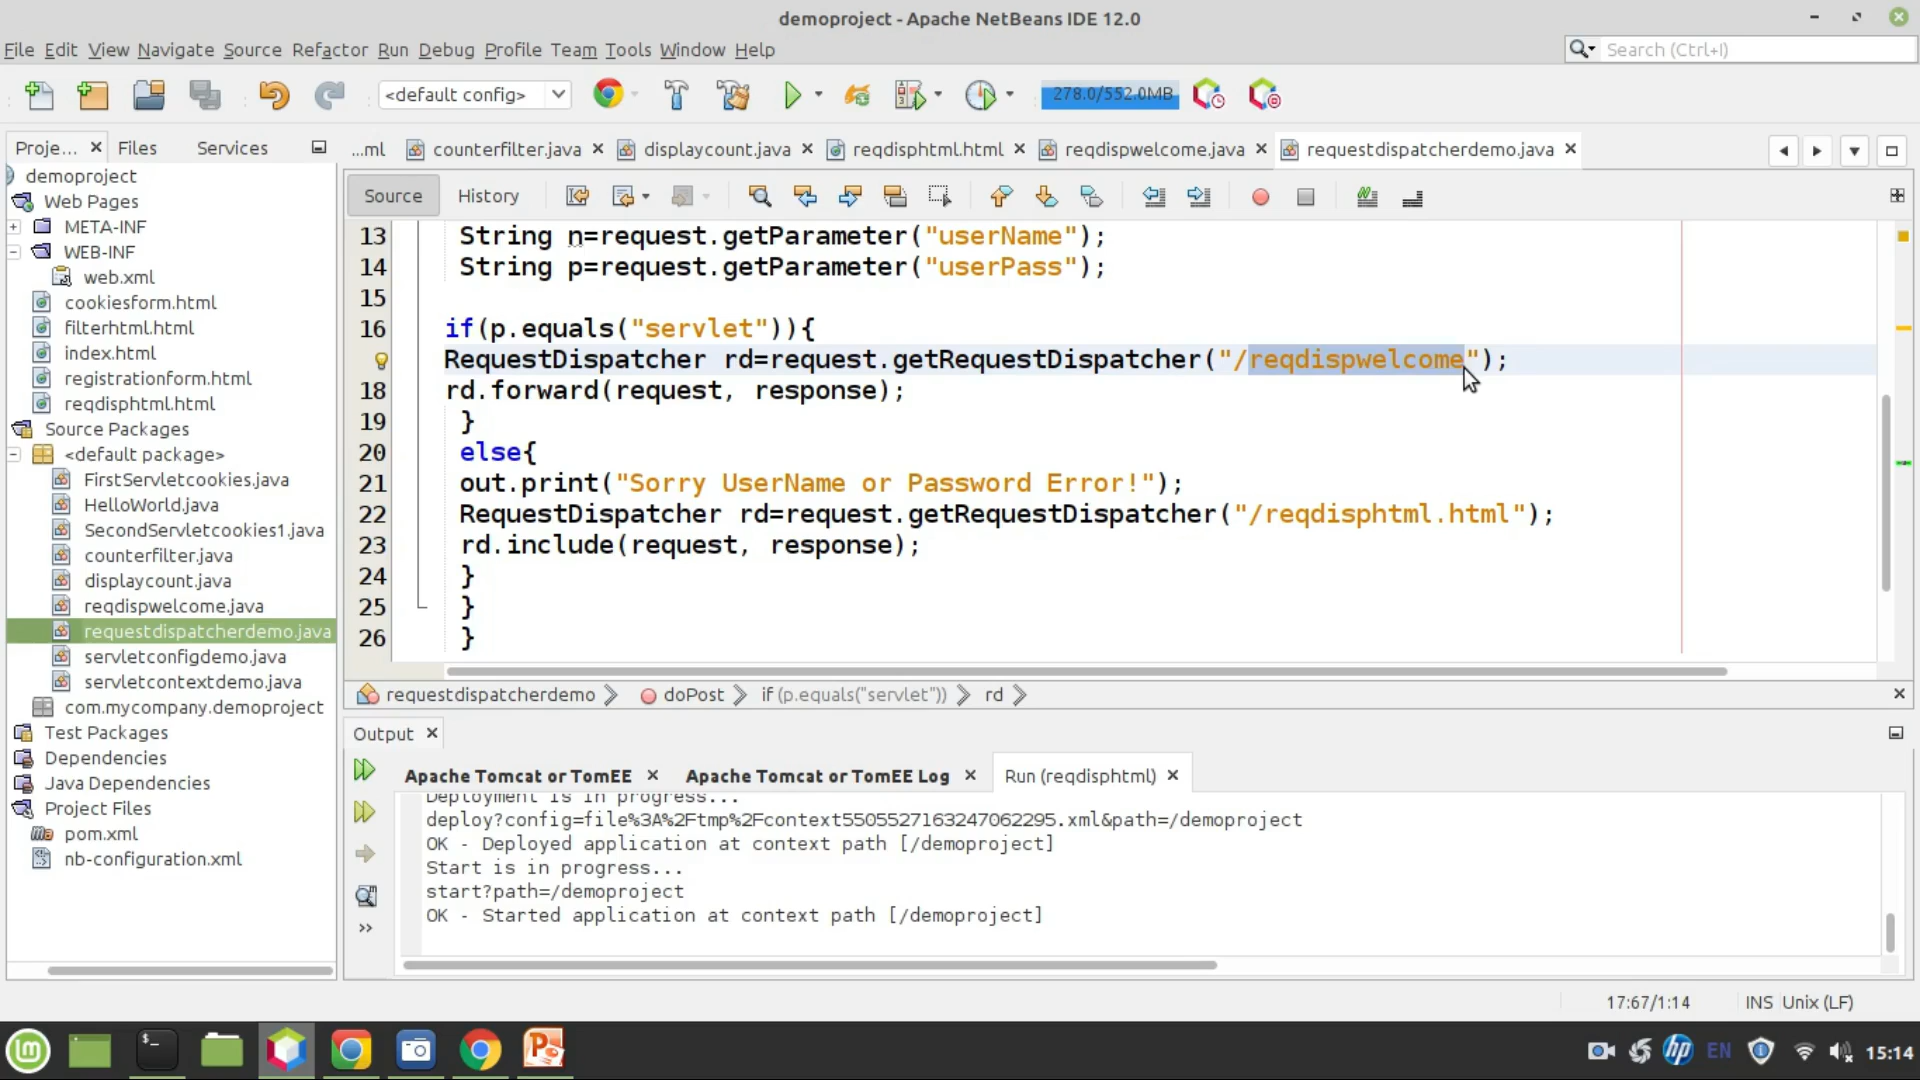 demoproject - Apache NetBeans IDE 12.0
File Edit View Navigate Source Refactor Run Debug Profile Team Tools Window Help
Search (Ctrl+I)
<default config>
278.0/552.0MB
Proje... Files Services
...ml counterfilter.java displaycount.java reqdisphtml.html reqdispwelcome.java requestdispatcherdemo.java
Source History
demoproject
Web Pages
META-INF
WEB-INF
web.xml
cookiesform.html
filterhtml.html
index.html
registrationform.html
reqdisphtml.html
Source Packages
<default package>
FirstServletcookies.java
HelloWorld.java
SecondServletcookies1.java
counterfilter.java
displaycount.java
reqdispwelcome.java
requestdispatcherdemo.java
servletconfigdemo.java
servletcontextdemo.java
com.mycompany.demoproject
Test Packages
Dependencies
Java Dependencies
Project Files
pom.xml
nb-configuration.xml
13 String n=request.getParameter("userName");
14 String p=request.getParameter("userPass");
15
16 if(p.equals("servlet")){
RequestDispatcher rd=request.getRequestDispatcher("/reqdispwelcome");
18 rd.forward(request, response);
19 }
20 else{
21 out.print("Sorry UserName or Password Error!");
22 RequestDispatcher rd=request.getRequestDispatcher("/reqdisphtml.html");
23 rd.include(request, response);
24 }
25 }
26 }
requestdispatcherdemo doPost if (p.equals("servlet")) rd
Output
Apache Tomcat or TomEE Apache Tomcat or TomEE Log Run (reqdisphtml)
Deployment is in progress...
deploy?config=file%3A%2Ftmp%2Fcontext5505527163247062295.xml&path=/demoproject
OK - Deployed application at context path [/demoproject]
Start is in progress...
start?path=/demoproject
OK - Started application at context path [/demoproject]
17:67/1:14 INS Unix (LF)
EN 15:14